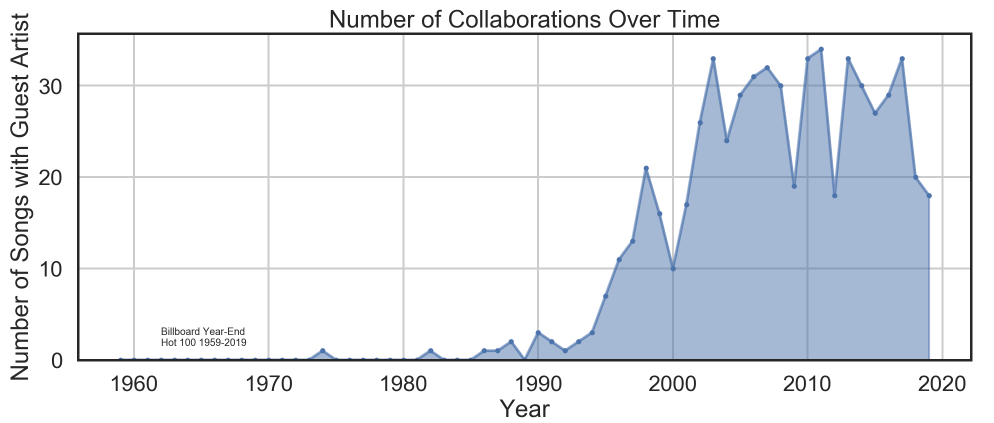 Number of Collaborations Over Time
Number of Songs with Guest Artist
30
20
10
0
Billboard Year-End
Hot 100 1959-2019
1960 1970 1980 1990 2000 2010 2020
Year